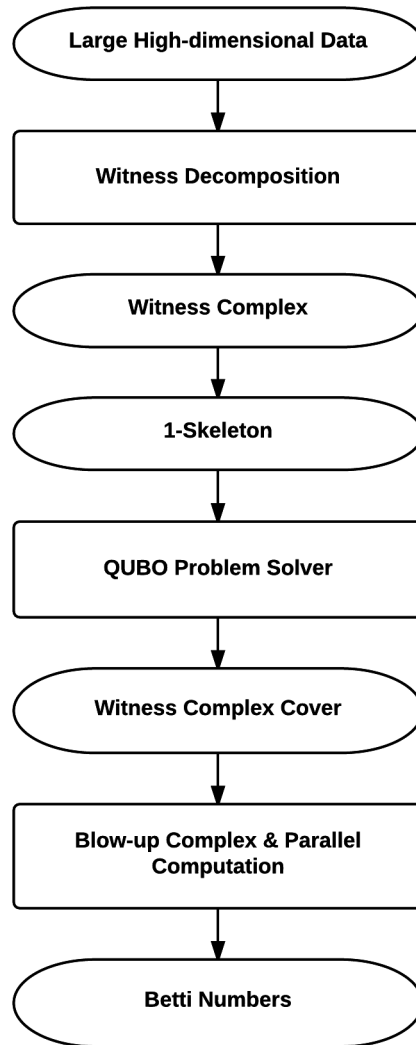 Large High-dimensional Data
Witness Decomposition
Witness Complex
1-Skeleton
QUBO Problem Solver
Witness Complex Cover
Blow-up Complex & Parallel
Computation
Betti Numbers